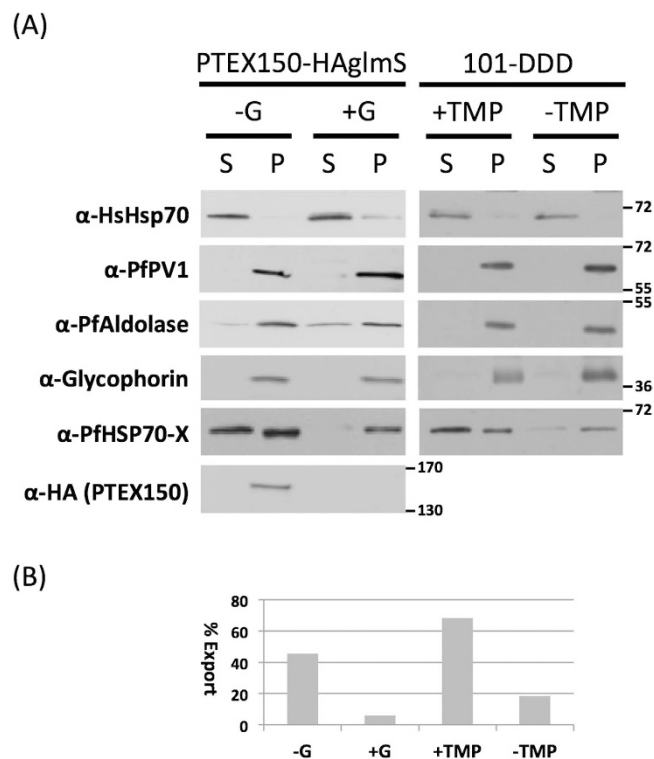 (A)
PTEX150-HAglmS 101-DDD
-G +G +TMP -TMP
S P S P S P S P
α-HsHsp70 72
α-PfPV1 72
55
α-PfAldolase 55
α-Glycophorin 36
α-PfHSP70-X 72
α-HA (PTEX150) 170
130
(B)
% Export
80
60
40
20
0
-G +G +TMP -TMP